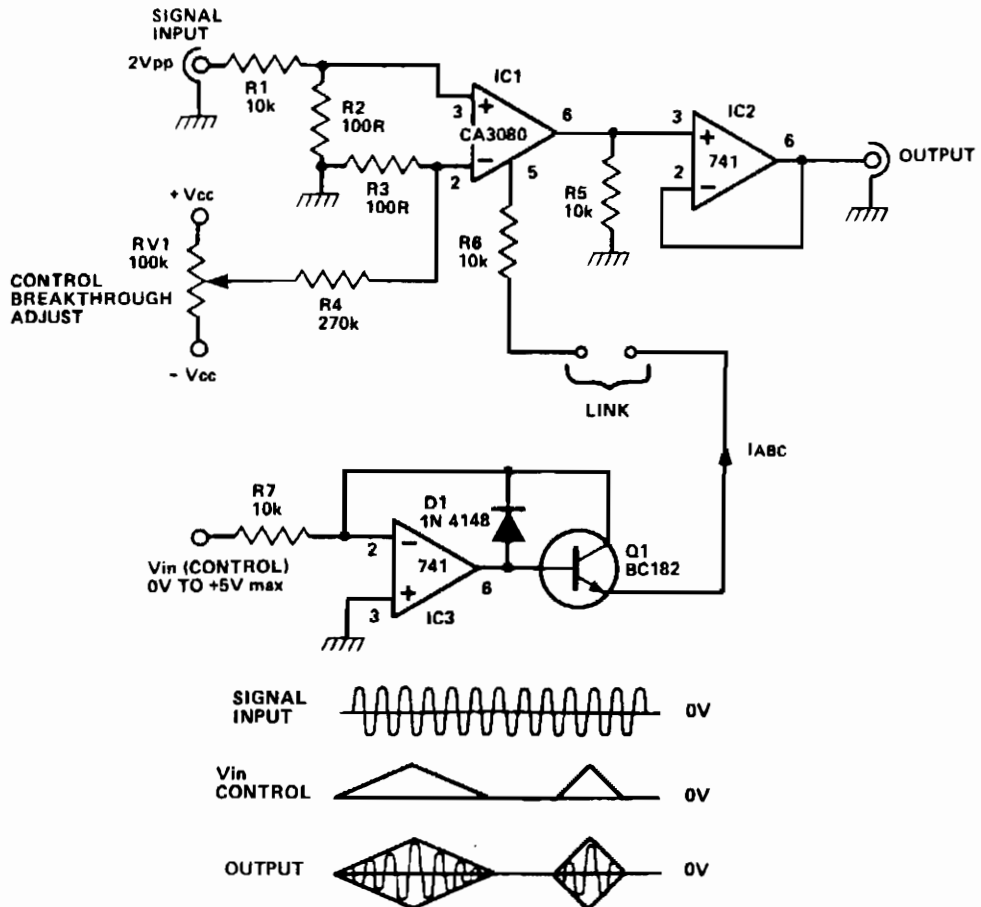 SIGNAL
INPUT
2Vpp
R1
10k
R2
100R
R3
100R
3
+
IC1
CA3080
−
2
5
6
3
+
IC2
741
2
−
6
OUTPUT
R5
10k
R6
10k
+ Vcc
RV1
100k
CONTROL
BREAKTHROUGH
ADJUST
− Vcc
R4
270k
LINK
IABC
R7
10k
Vin (CONTROL)
0V TO +5V max
D1
1N 4148
2
−
741
+
3
6
IC3
Q1
BC182
SIGNAL
INPUT
0V
Vin
CONTROL
0V
OUTPUT
0V